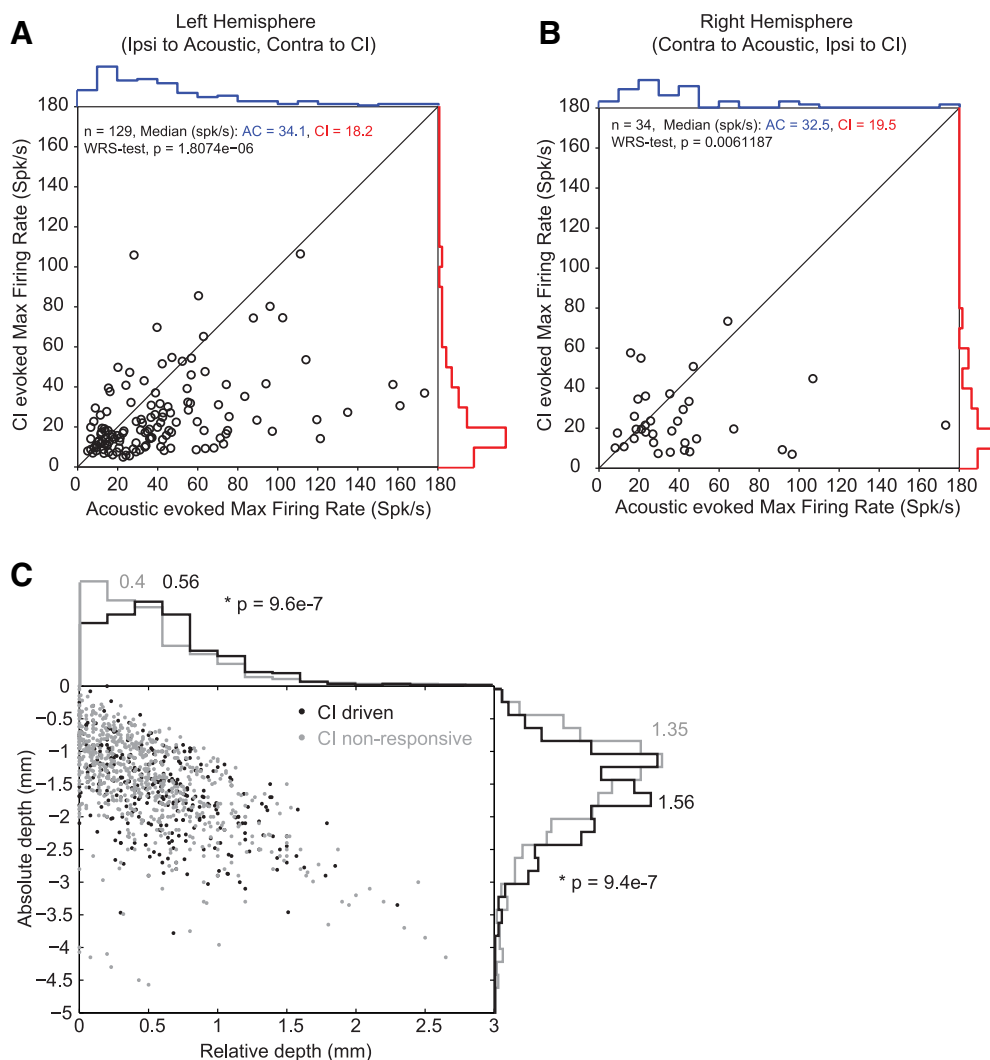 A
Left Hemisphere
(Ipsi to Acoustic, Contra to CI)
n = 129, Median (spk/s): AC = 34.1, CI = 18.2
WRS-test, p = 1.8074e−06
CI evoked Max Firing Rate (Spk/s)
180
160
140
120
100
80
60
40
20
0
0 20 40 60 80 100 120 140 160 180
Acoustic evoked Max Firing Rate (Spk/s)
B
Right Hemisphere
(Contra to Acoustic, Ipsi to CI)
n = 34, Median (spk/s): AC = 32.5, CI = 19.5
WRS-test, p = 0.0061187
CI evoked Max Firing Rate (Spk/s)
180
160
140
120
100
80
60
40
20
0
0 20 40 60 80 100 120 140 160 180
Acoustic evoked Max Firing Rate (Spk/s)
C
0.4 0.56
* p = 9.6e-7
CI driven
CI non-responsive
1.35
1.56
* p = 9.4e-7
Absolute depth (mm)
0
−0.5
−1
−1.5
−2
−2.5
−3
−3.5
−4
−4.5
−5
0 0.5 1 1.5 2 2.5 3
Relative depth (mm)